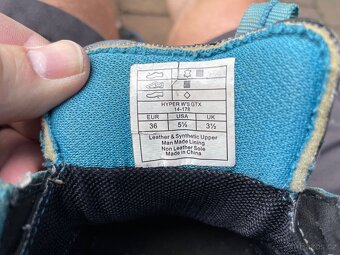 HYPER W'S GTX
14-178
EUR USA UK
36 5½ 3½
Leather & Synthetic Upper
Man Made Lining
Non Leather Sole
Made in China